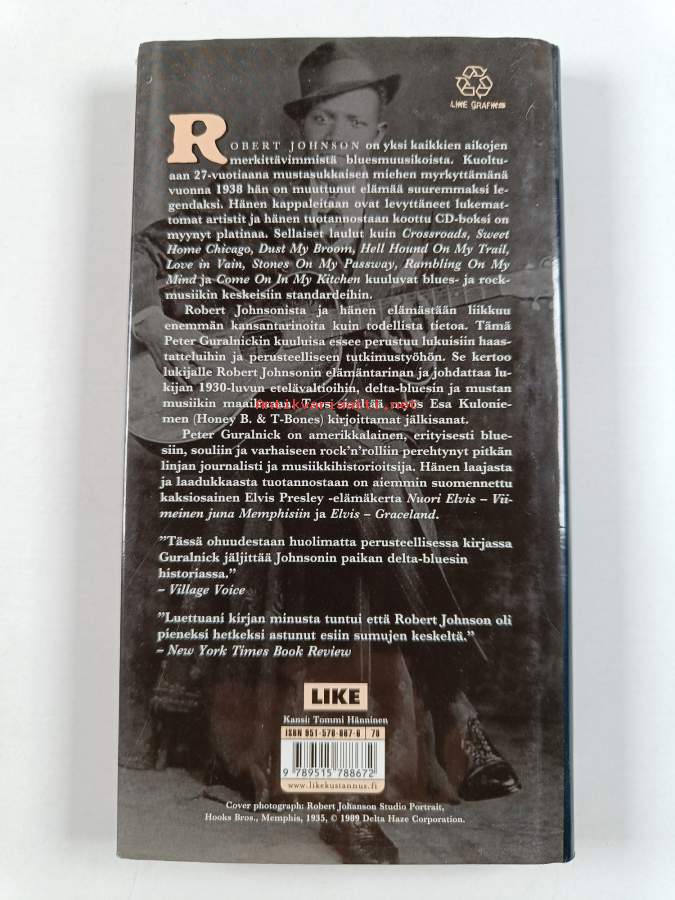 LIKE GRAFIIKKA
ROBERT JOHNSON on yksi kaikkien aikojen
merkittävimmistä bluesmuusikoista. Kuoltu-
aan 27-vuotiaana mustasukkaisen miehen myrkyttämänä
vuonna 1938 hän on muuttunut elämää suuremmaksi le-
gendaksi. Hänen kappaleitaan ovat levyttäneet lukemat-
tomat artistit ja hänen tuotannostaan koottu CD-boksi on
myynyt platinaa. Sellaiset laulut kuin Crossroads, Sweet
Home Chicago, Dust My Broom, Hell Hound On My Trail,
Love in Vain, Stones On My Passway, Rambling On My
Mind ja Come On In My Kitchen kuuluvat blues- ja rock-
musiikin keskeisiin standardeihin.
Robert Johnsonista ja hänen elämästään liikkuu
enemmän kansantarinoita kuin todellista tietoa. Tämä
Peter Guralnickin kuuluisa essee perustuu lukuisiin haas-
tatteluihin ja perusteelliseen tutkimustyöhön. Se kertoo
lukijalle Robert Johnsonin elämäntarinan ja johdattaa lu-
kijan 1930-luvun etelävaltioihin, delta-bluesin ja mustan
musiikin maailmaan. Teos sisältää myös Esa Kulonie-
men (Honey B. & T-Bones) kirjoittamat jälkisanat.
Peter Guralnick on amerikkalainen, erityisesti blue-
siin, souliin ja varhaiseen rock'n'rolliin perehtynyt pitkän
linjan journalisti ja musiikkihistorioitsija. Hänen laajasta
ja laadukkaasta tuotannostaan on aiemmin suomennettu
kaksiosainen Elvis Presley -elämäkerta Nuori Elvis – Vii-
meinen juna Memphisiin ja Elvis – Graceland.
"Tässä ohuudestaan huolimatta perusteellisessa kirjassa
Guralnick jäljittää Johnsonin paikan delta-bluesin
historiassa."
– Village Voice
"Luettuani kirjan minusta tuntui että Robert Johnson oli
pieneksi hetkeksi astunut esiin sumujen keskeltä."
– New York Times Book Review
LIKE
Kansi: Tommi Hänninen
ISBN 951-578-867-6 78
9 789515 788672
www.likekustannus.fi
Cover photograph: Robert Johanson Studio Portrait,
Hooks Bros., Memphis, 1935, © 1989 Delta Haze Corporation.